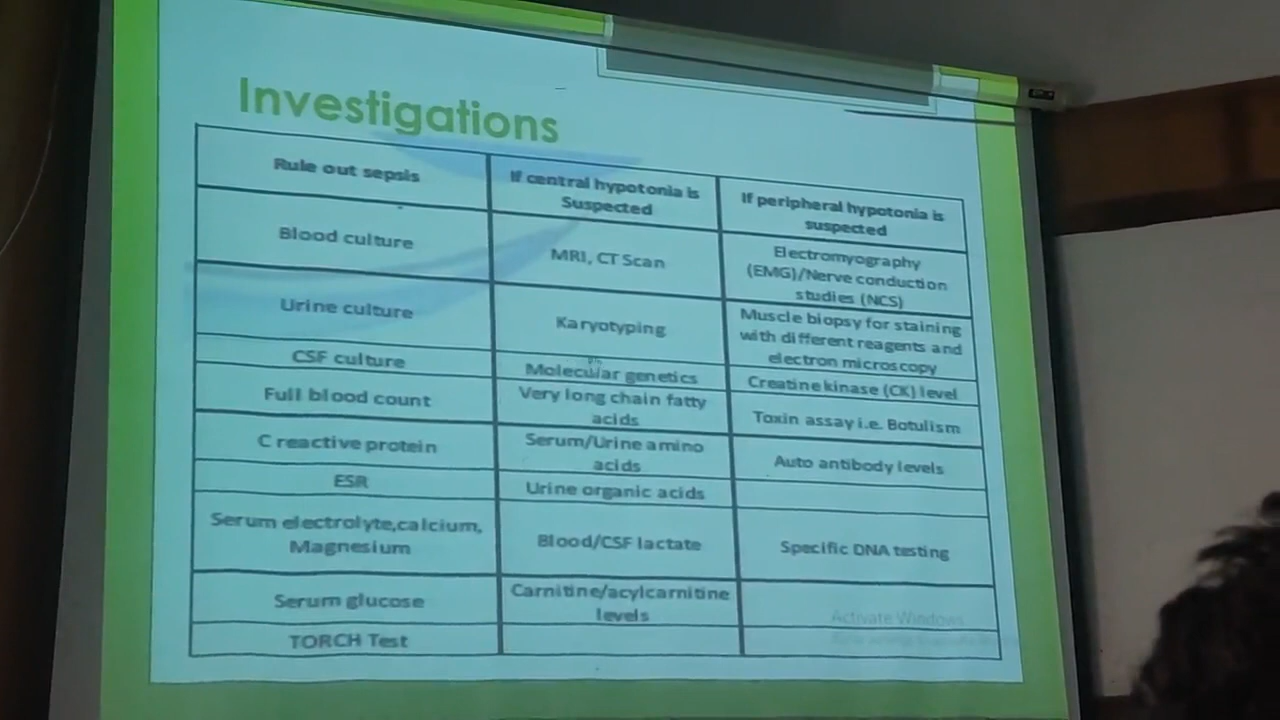 Investigations
Rule out sepsis
If central hypotonia is
Suspected
If peripheral hypotonia is
suspected
Blood culture
MRI, CT Scan
Electromyography
(EMG)/Nerve conduction
studies (NCS)
Urine culture
Karyotyping
Muscle biopsy for staining
with different reagents and
electron microscopy
CSF culture
Molecular genetics
Creatine kinase (CK) level
Full blood count
Very long chain fatty
acids
Toxin assay i.e. Botulism
C reactive protein
Serum/Urine amino
acids
Auto antibody levels
ESR
Urine organic acids
Serum electrolyte,calcium,
Magnesium
Blood/CSF lactate
Specific DNA testing
Serum glucose
Carnitine/acylcarnitine
levels
TORCH Test
Activate Windows